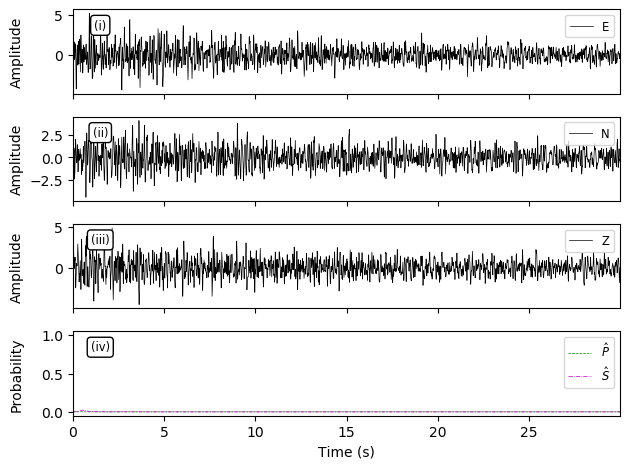 Amplitude
5
0
(i)
E
Amplitude
2.5
0.0
−2.5
(ii)
N
Amplitude
5
0
(iii)
Z
Probability
1.0
0.5
0.0
(iv)
P̂
Ŝ
0 5 10 15 20 25
Time (s)